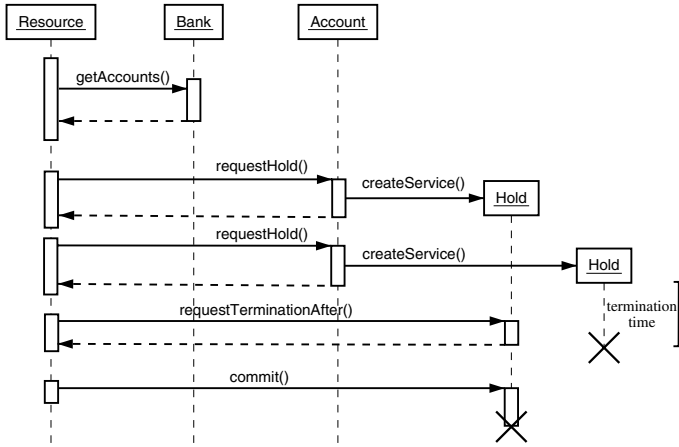 Resource
Bank
Account
getAccounts()
requestHold()
createService()
Hold
requestHold()
createService()
Hold
requestTerminationAfter()
termination
time
commit()